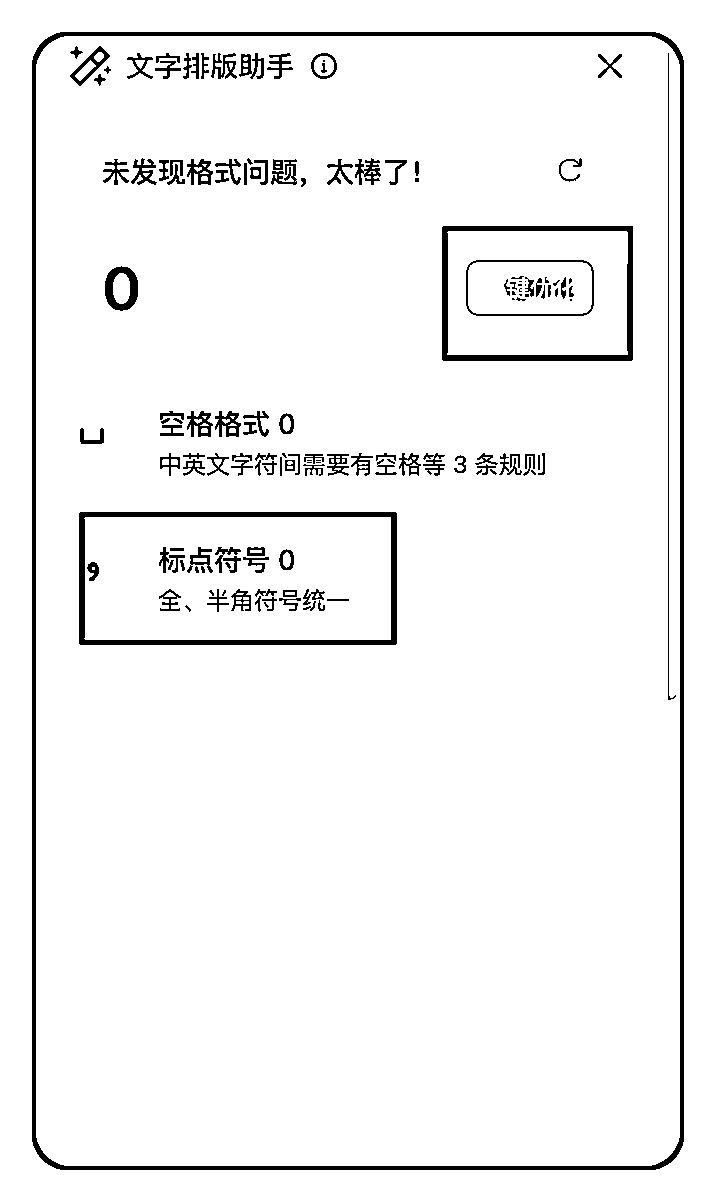 文字排版助手
未发现格式问题，太棒了！
0
键优化
空格格式 0
中英文字符间需要有空格等 3 条规则
标点符号 0
全、半角符号统一